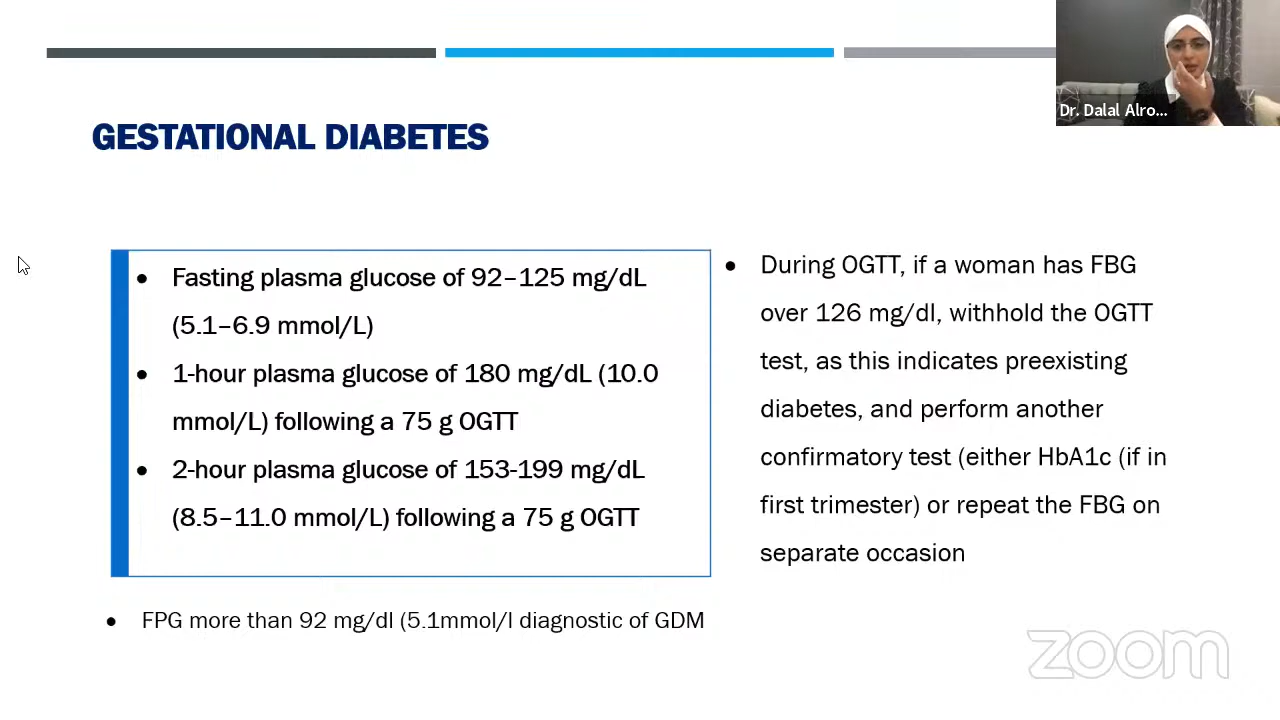 Dr. Dalal Alro...
GESTATIONAL DIABETES
• Fasting plasma glucose of 92–125 mg/dL
(5.1–6.9 mmol/L)
• 1-hour plasma glucose of 180 mg/dL (10.0
mmol/L) following a 75 g OGTT
• 2-hour plasma glucose of 153-199 mg/dL
(8.5–11.0 mmol/L) following a 75 g OGTT
• FPG more than 92 mg/dl (5.1mmol/l diagnostic of GDM
• During OGTT, if a woman has FBG
over 126 mg/dl, withhold the OGTT
test, as this indicates preexisting
diabetes, and perform another
confirmatory test (either HbA1c (if in
first trimester) or repeat the FBG on
separate occasion
zoom